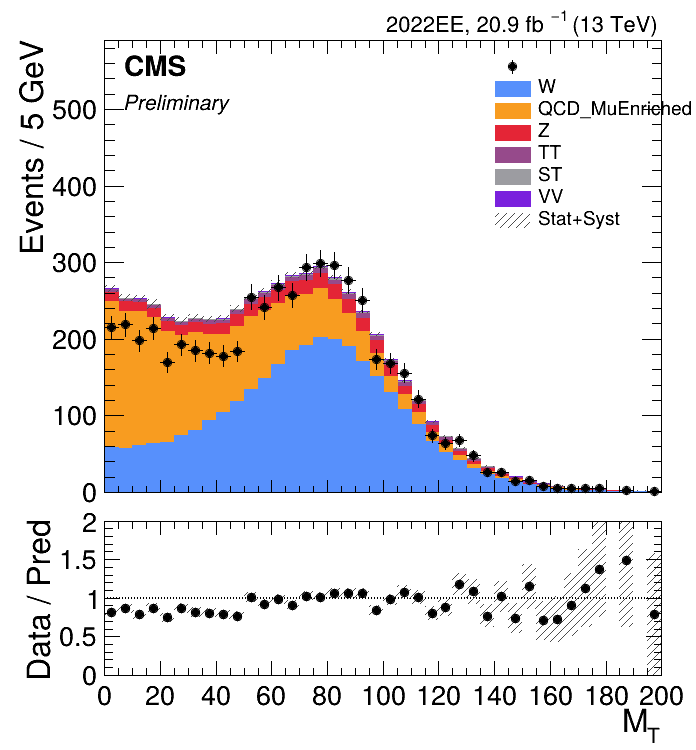 2022EE, 20.9 fb ⁻¹ (13 TeV)
CMS
Preliminary
Events / 5 GeV
500
400
300
200
100
0
W
QCD_MuEnriched
Z
TT
ST
VV
Stat+Syst
Data / Pred
2
1.5
1
0.5
0
0 20 40 60 80 100 120 140 160 180 200
M_T